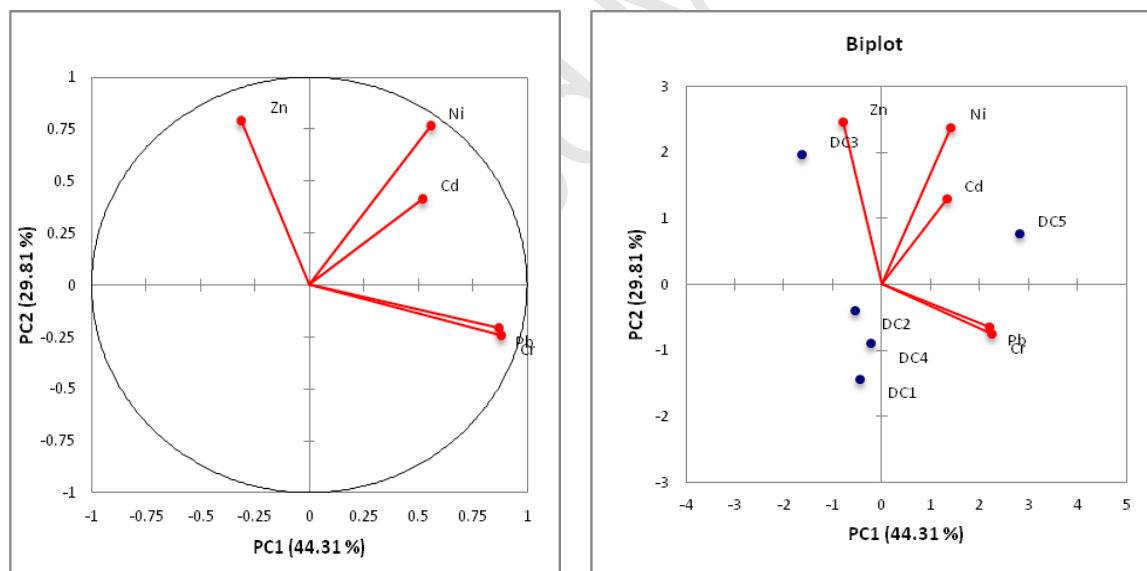 1
0.75
0.5
0.25
0
-0.25
-0.5
-0.75
-1
-1 -0.75 -0.5 -0.25 0 0.25 0.5 0.75 1
PC2 (29.81 %)
PC1 (44.31 %)
Zn
Ni
Cd
Pb
Cr
Biplot
3
2
1
0
-1
-2
-3
-4 -3 -2 -1 0 1 2 3 4 5
PC2 (29.81 %)
PC1 (44.31 %)
Zn
Ni
DC3
Cd
DC5
DC2
Pb
Cr
DC4
DC1